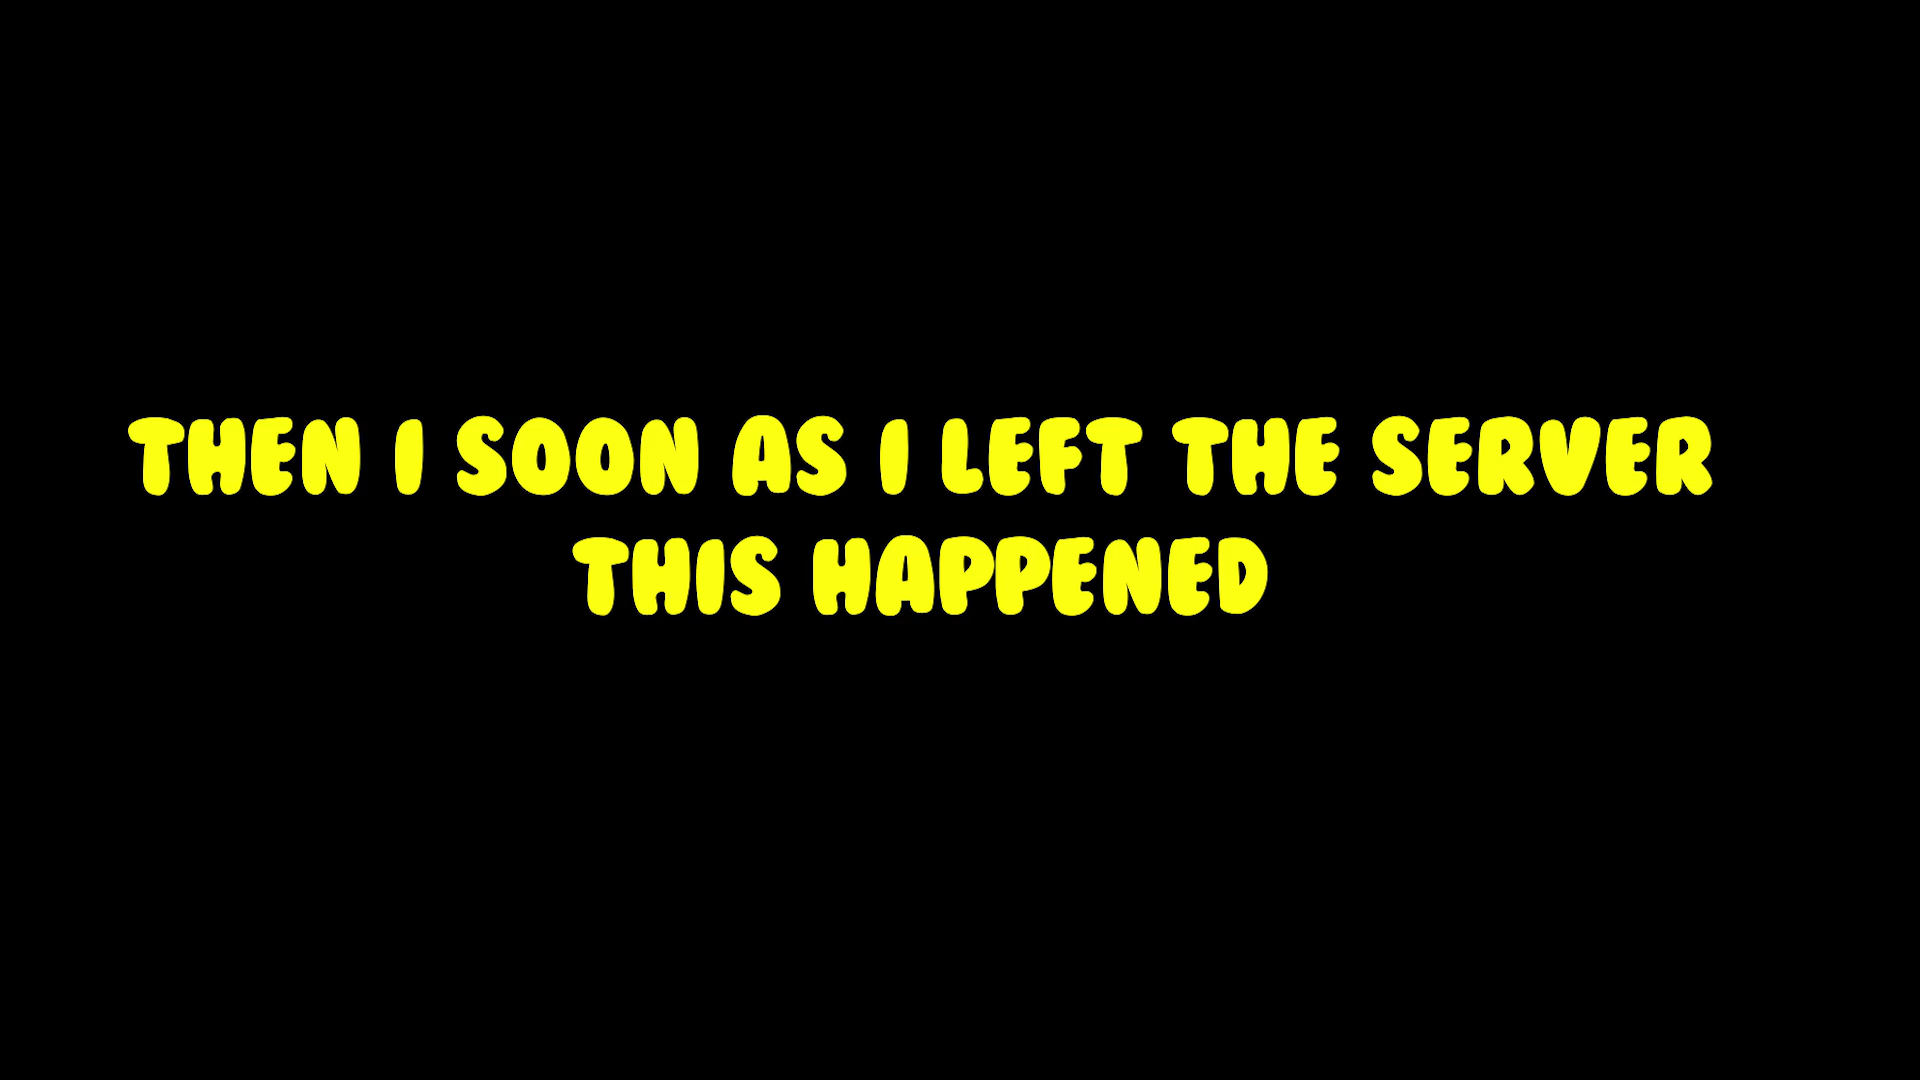 THEN I SOON AS I LEFT THE SERVER
THIS HAPPENED